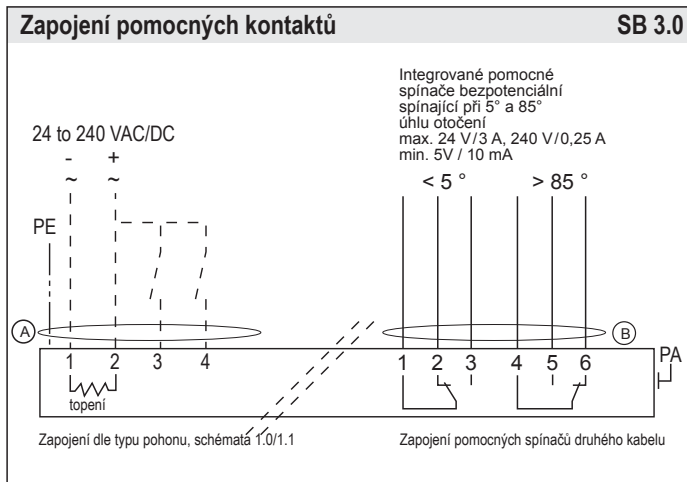 Zapojení pomocných kontaktů SB 3.0
Integrované pomocné
spínače bezpotenciální
spínající při 5° a 85°
úhlu otočení
max. 24 V/3 A, 240 V/0,25 A
min. 5V / 10 mA
24 to 240 VAC/DC
- +
~ ~
< 5 ° > 85 °
PE
A B
1 2 3 4 1 2 3 4 5 6 PA
topení
Zapojení dle typu pohonu, schémata 1.0/1.1 Zapojení pomocných spínačů druhého kabelu